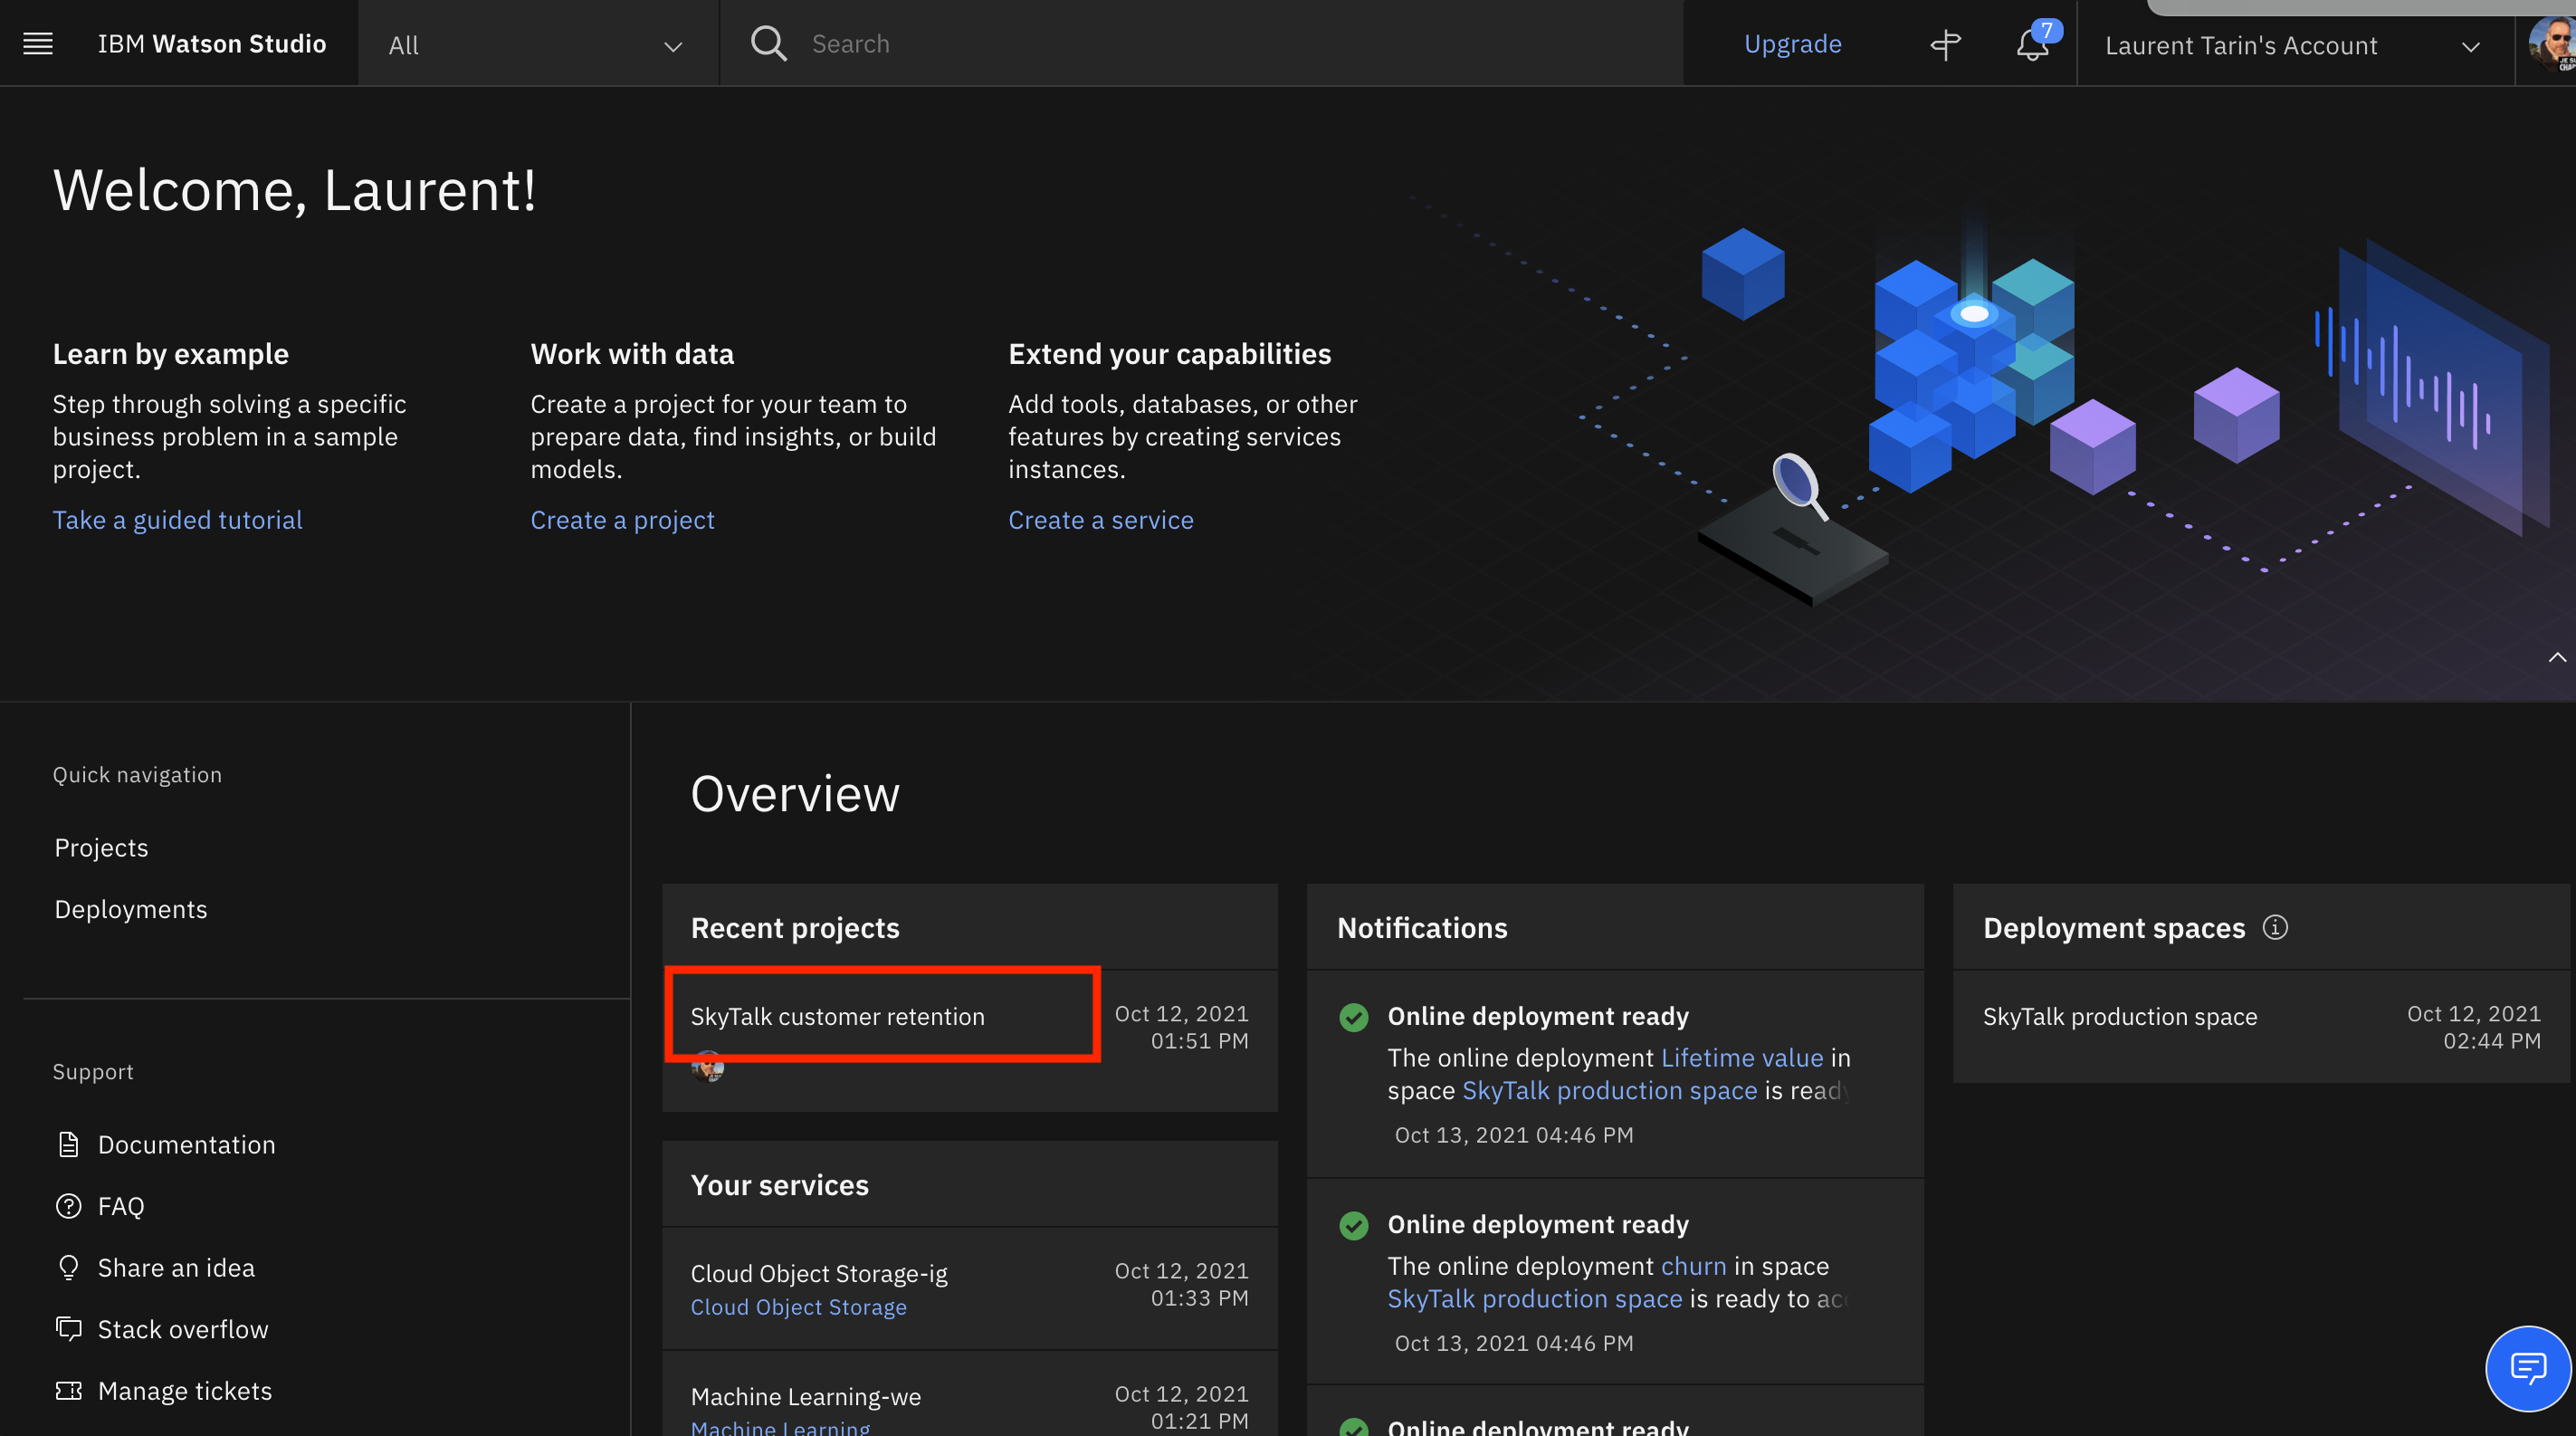 IBM Watson Studio
All
Search
Upgrade
7
Laurent Tarin's Account
Welcome, Laurent!
Learn by example
Step through solving a specific
business problem in a sample
project.
Take a guided tutorial
Work with data
Create a project for your team to
prepare data, find insights, or build
models.
Create a project
Extend your capabilities
Add tools, databases, or other
features by creating services
instances.
Create a service
Quick navigation
Projects
Deployments
Support
Documentation
FAQ
Share an idea
Stack overflow
Manage tickets
Overview
Recent projects
SkyTalk customer retention
Oct 12, 2021
01:51 PM
Your services
Cloud Object Storage-ig
Cloud Object Storage
Oct 12, 2021
01:33 PM
Machine Learning-we
Machine Learning
Oct 12, 2021
01:21 PM
Notifications
Online deployment ready
The online deployment Lifetime value in
space SkyTalk production space is ready
Oct 13, 2021 04:46 PM
Online deployment ready
The online deployment churn in space
SkyTalk production space is ready to
Oct 13, 2021 04:46 PM
Online deployment ready
Deployment spaces
SkyTalk production space
Oct 12, 2021
02:44 PM